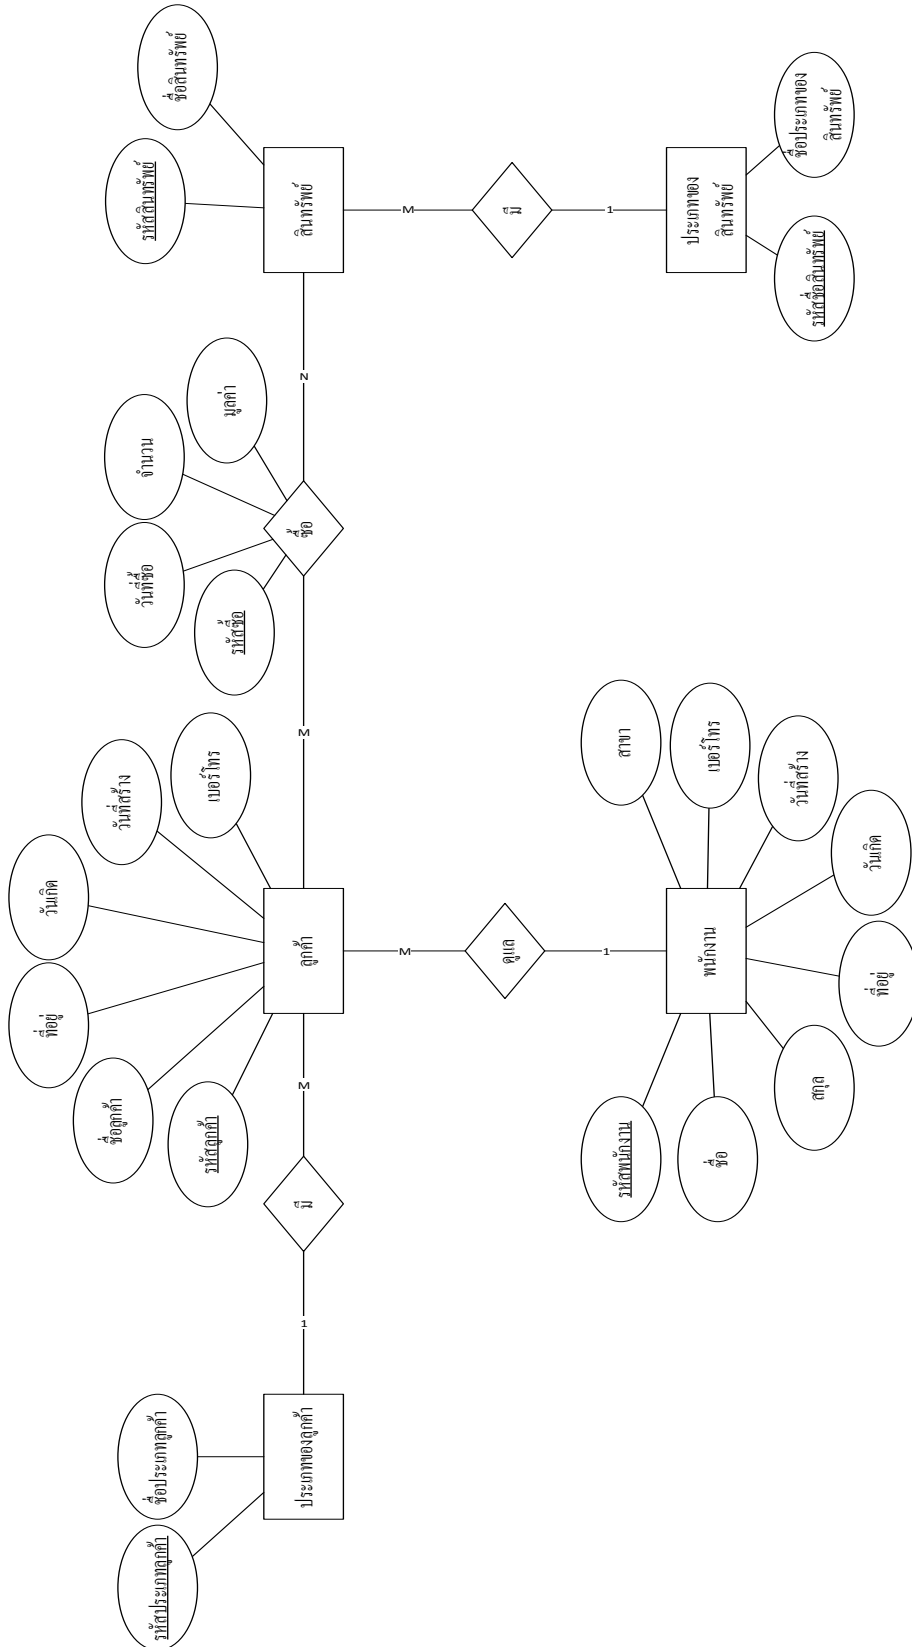 รหัสประเภทลูกค้า
ชื่อประเภทลูกค้า
ประเภทของลูกค้า
1
มี
M
รหัสลูกค้า
ชื่อลูกค้า
ที่อยู่
วันเกิด
วันที่สร้าง
เบอร์โทร
ลูกค้า
M
รหัสซื้อ
วันที่ซื้อ
จำนวน
มูลค่า
ซื้อ
N
รหัสสินทรัพย์
ชื่อสินทรัพย์
สินทรัพย์
M
ดูแล
1
M
มี
1
รหัสพนักงาน
ชื่อ
สกุล
ที่อยู่
วันเกิด
วันที่สร้าง
เบอร์โทร
สาขา
พนักงาน
ประเภทของ
สินทรัพย์
รหัสชื่อสินทรัพย์
ชื่อประเภทของ
สินทรัพย์